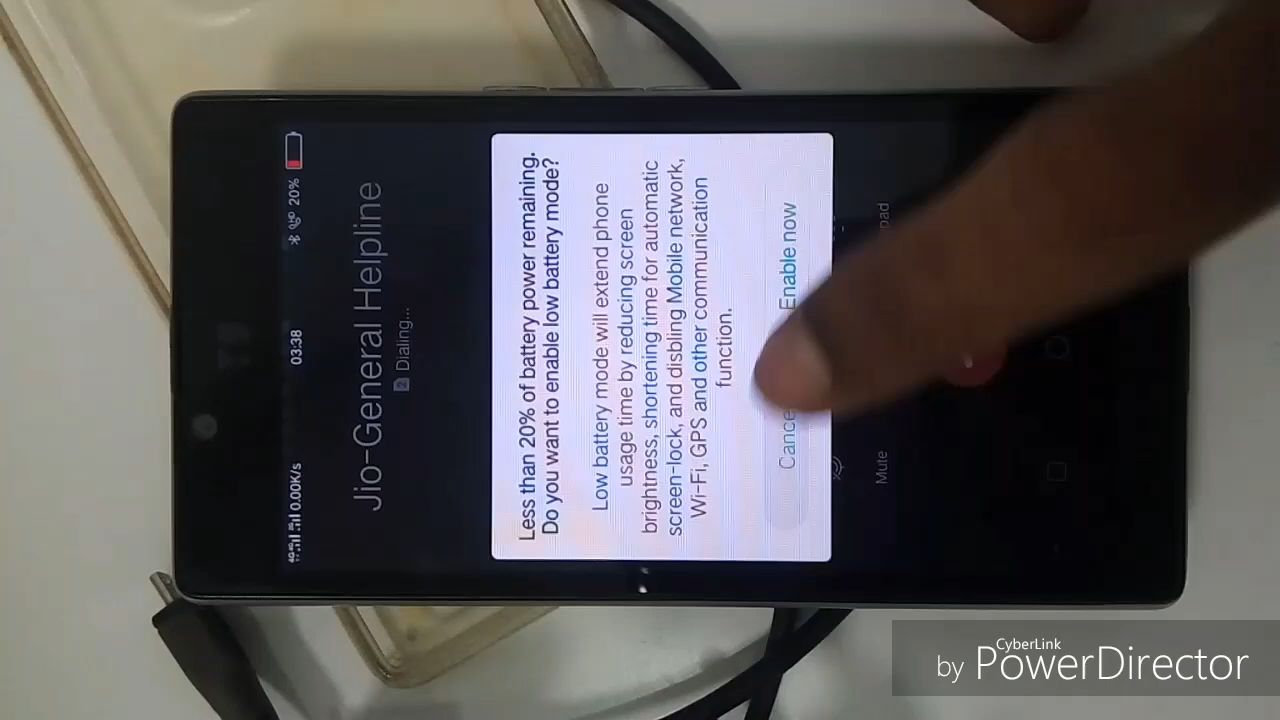 4G 0.00K/s 03:38 20%
Jio-General Helpline
2 Dialing...
Less than 20% of battery power remaining.
Do you want to enable low battery mode?
Low battery mode will extend phone
usage time by reducing screen
brightness, shortening time for automatic
screen-lock, and disbling Mobile network,
Wi-Fi, GPS and other communication
function.
Enable now
Mute
CyberLink
by PowerDirector